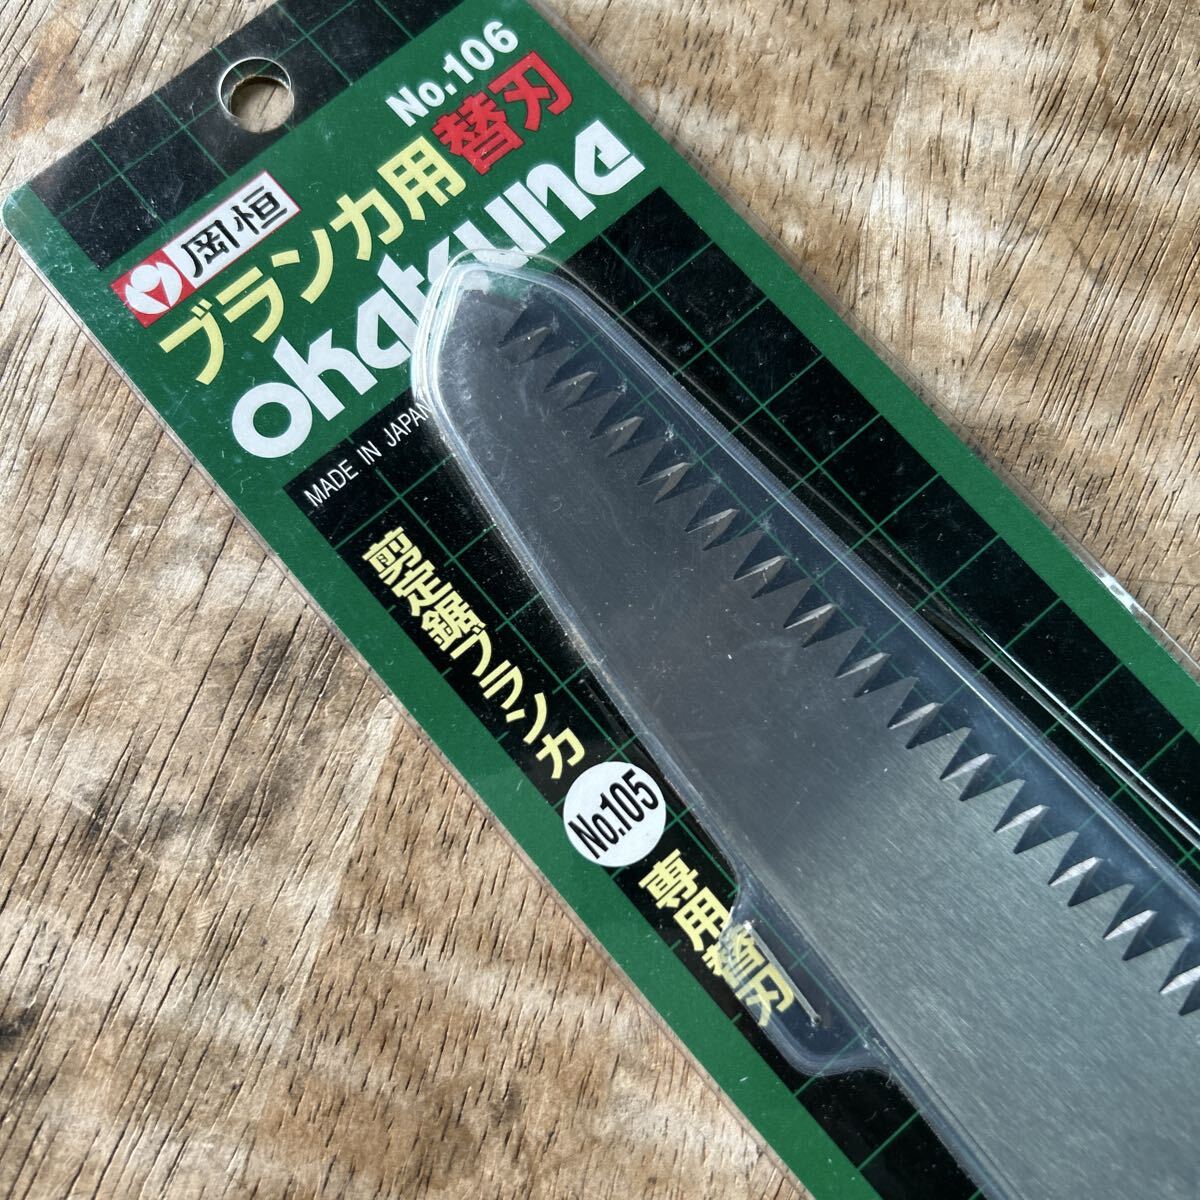 No.106
岡恒
ブランカ用替刃
okatsune
MADE IN JAPAN
剪定鋸ブランカ
No.105
専用替刃